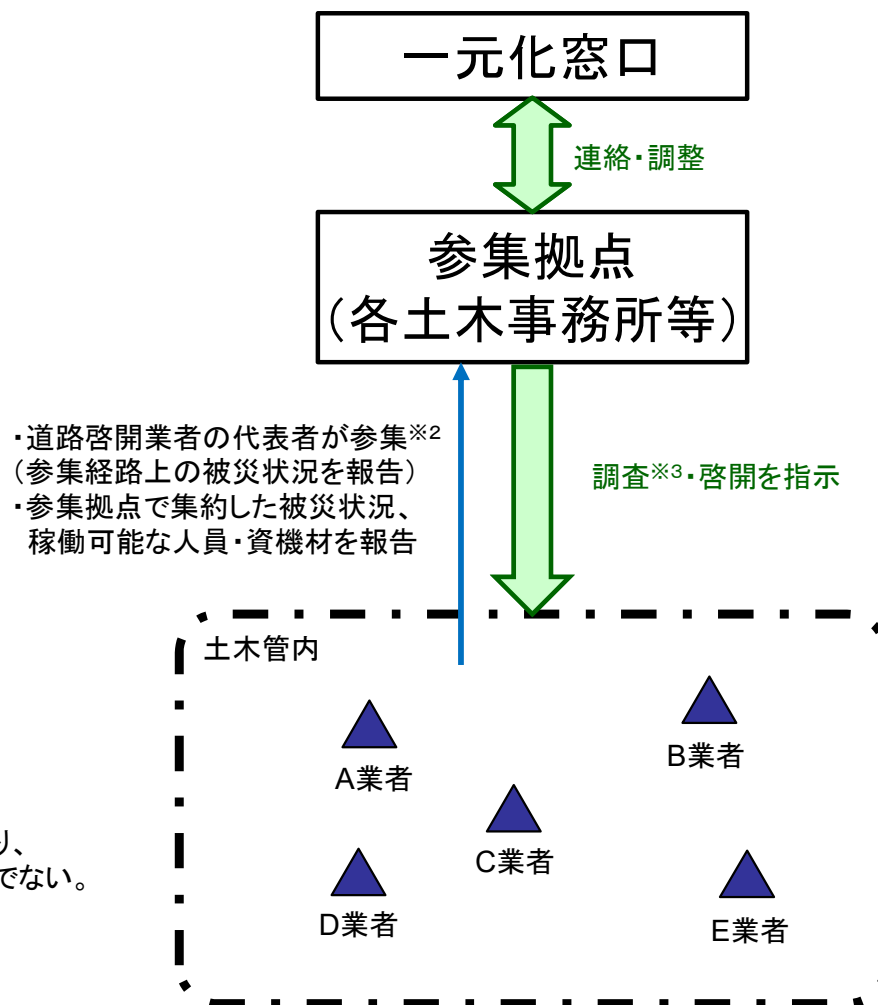 一元化窓口
連絡・調整
参集拠点
（各土木事務所等）
・道路啓開業者の代表者が参集※2
（参集経路上の被災状況を報告）
・参集拠点で集約した被災状況、
稼働可能な人員・資機材を報告
調査※3・啓開を指示
土木管内
A業者
B業者
C業者
D業者
E業者
り、
でない。